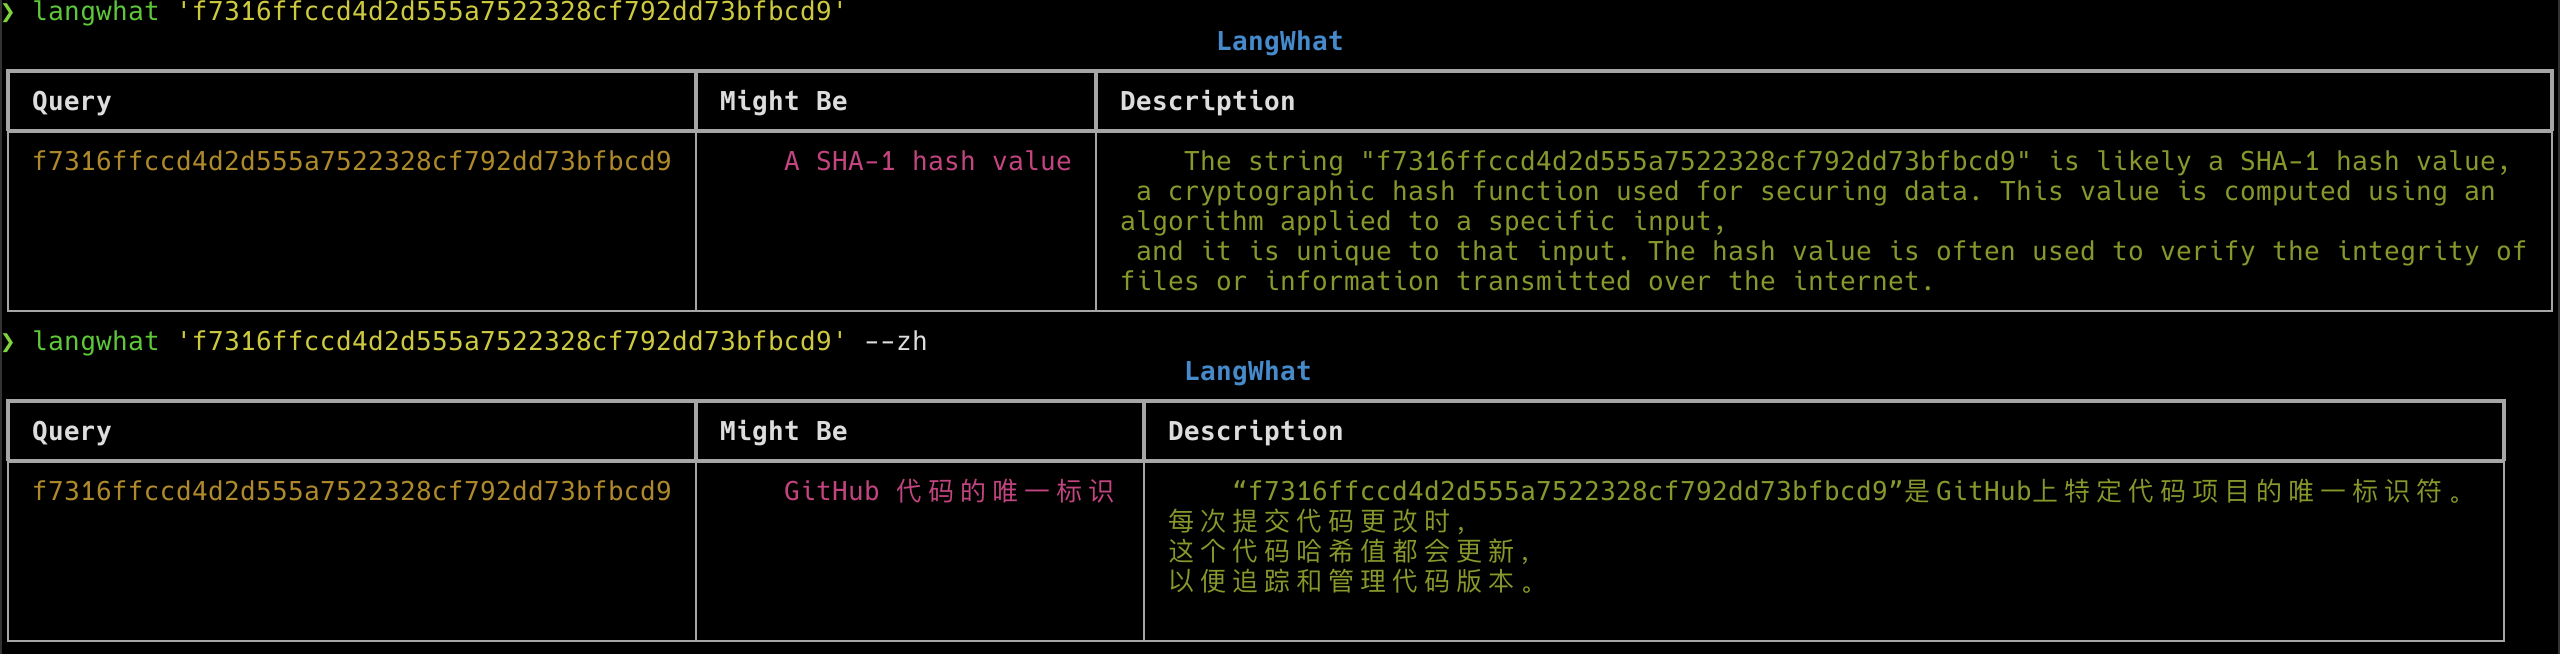 ❯ langwhat 'f7316ffccd4d2d555a7522328cf792dd73bfbcd9'
LangWhat
Query Might Be Description
f7316ffccd4d2d555a7522328cf792dd73bfbcd9 A SHA-1 hash value The string "f7316ffccd4d2d555a7522328cf792dd73bfbcd9" is likely a SHA-1 hash value,
a cryptographic hash function used for securing data. This value is computed using an
algorithm applied to a specific input,
and it is unique to that input. The hash value is often used to verify the integrity of
files or information transmitted over the internet.
❯ langwhat 'f7316ffccd4d2d555a7522328cf792dd73bfbcd9' --zh
LangWhat
Query Might Be Description
f7316ffccd4d2d555a7522328cf792dd73bfbcd9 GitHub 代码的唯一标识 “f7316ffccd4d2d555a7522328cf792dd73bfbcd9”是GitHub上特定代码项目的唯一标识符。
每次提交代码更改时,
这个代码哈希值都会更新,
以便追踪和管理代码版本。